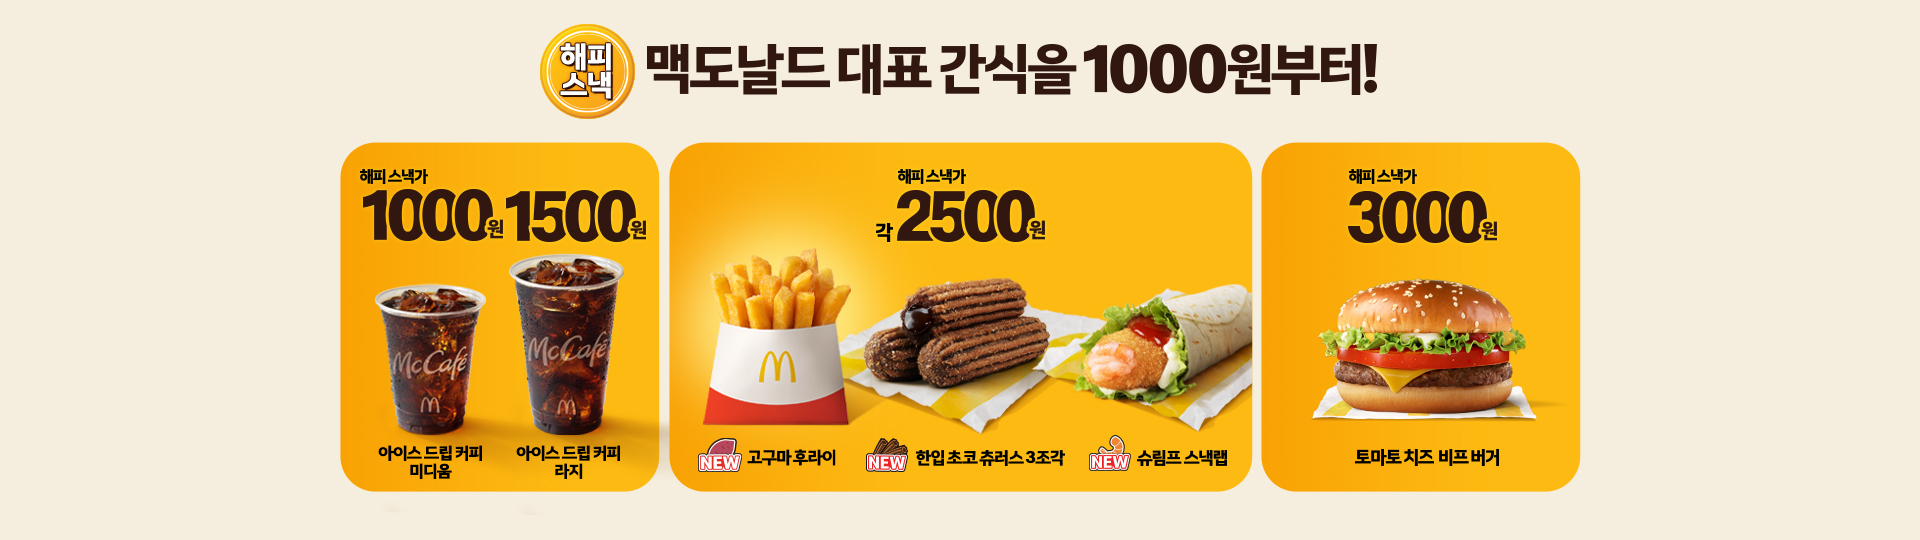 해피
스낵
맥도날드 대표 간식을 1000원부터!
해피 스낵가
1000원 1500원
McCafé
McCafé
아이스 드립 커피
미디움
아이스 드립 커피
라지
해피 스낵가
각 2500원
NEW 고구마 후라이
NEW 한입 초코 츄러스 3조각
NEW 슈림프 스낵랩
해피 스낵가
3000원
토마토 치즈 비프 버거